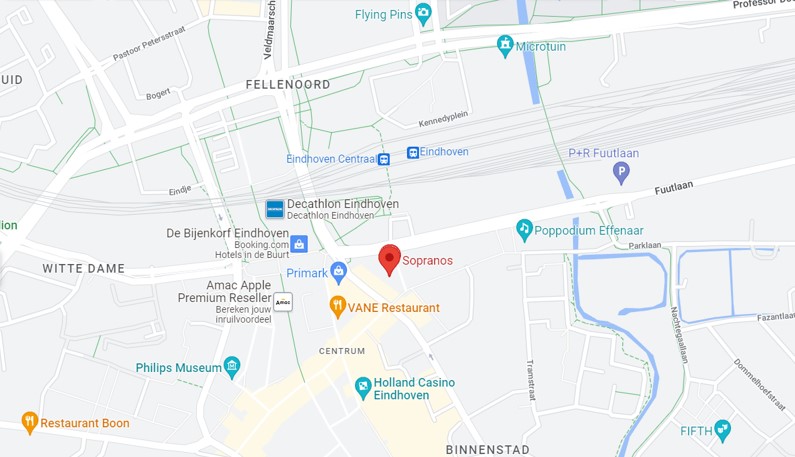 Flying Pins
Professor Do
Microtuin
Veldmaarsch
Pastoor Petersstraat
UID
FELLENOORD
Bogert
Kennedyplein
Eindhoven Centraal
Eindhoven
P+R Fuutlaan
P
Eindje
Fuutlaan
Decathlon Eindhoven
Decathlon Eindhoven
lion
De Bijenkorf Eindhoven
Booking.com
Hotels in de Buurt
Poppodium Effenaar
Parklaan
WITTE DAME
Primark
Sopranos
Amac Apple
Premium Reseller
Bereken jouw
inruilvoordeel
Amac
VANE Restaurant
Nachtegaallaan
Fazantlaan
CENTRUM
Philips Museum
Holland Casino
Eindhoven
Tramstraat
Dommelhoefstraat
Restaurant Boon
FIFTH
BINNENSTAD